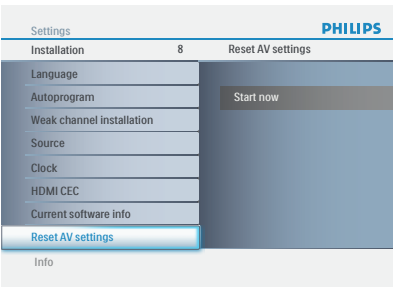 Settings
PHILIPS
Installation 8
Reset AV settings
Language
Autoprogram
Start now
Weak channel installation
Source
Clock
HDMI CEC
Current software info
Reset AV settings
Info